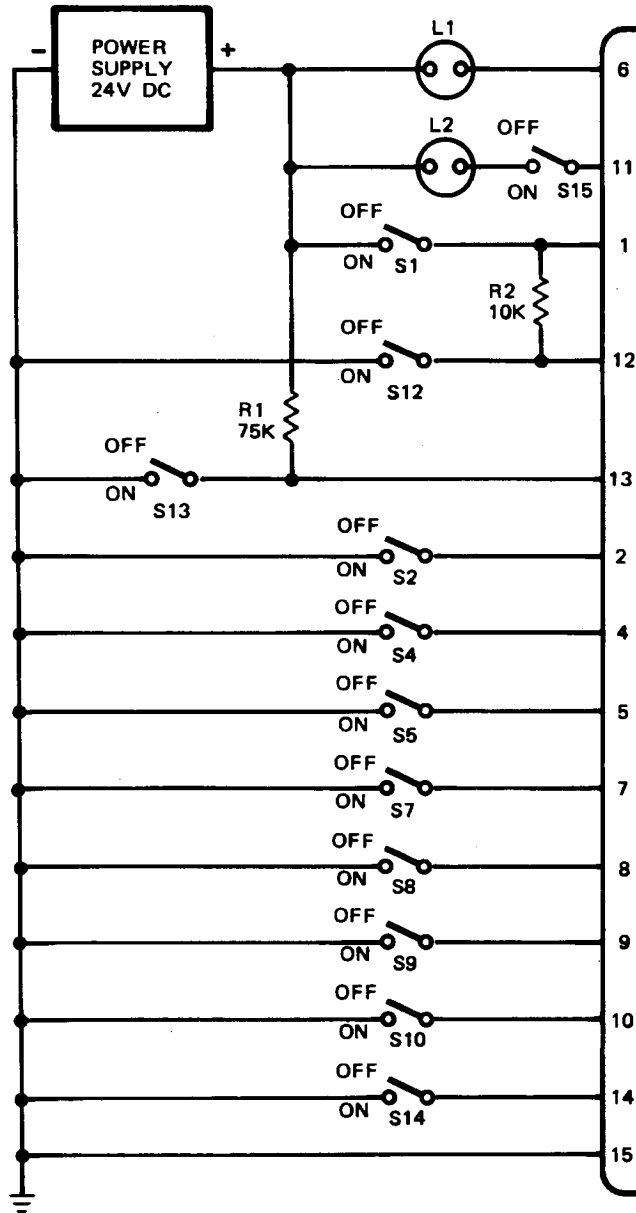 - POWER SUPPLY 24V DC +
L1
6
L2
OFF
ON S15
11
OFF
ON S1
1
R2
10K
OFF
ON S12
12
R1
75K
OFF
ON S13
13
OFF
ON S2
2
OFF
ON S4
4
OFF
ON S5
5
OFF
ON S7
7
OFF
ON S8
8
OFF
ON S9
9
OFF
ON S10
10
OFF
ON S14
14
15